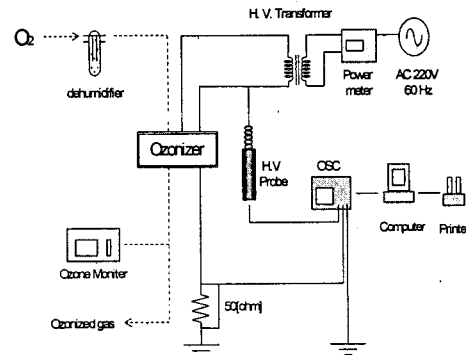 H. V. Transformer
O2
dehumidifier
Power
meter
AC 220V
60 Hz
Ozonizer
H.V
Probe
OSC
Computer
Printe
Ozone Moniter
50[ohm]
Ozonized gas